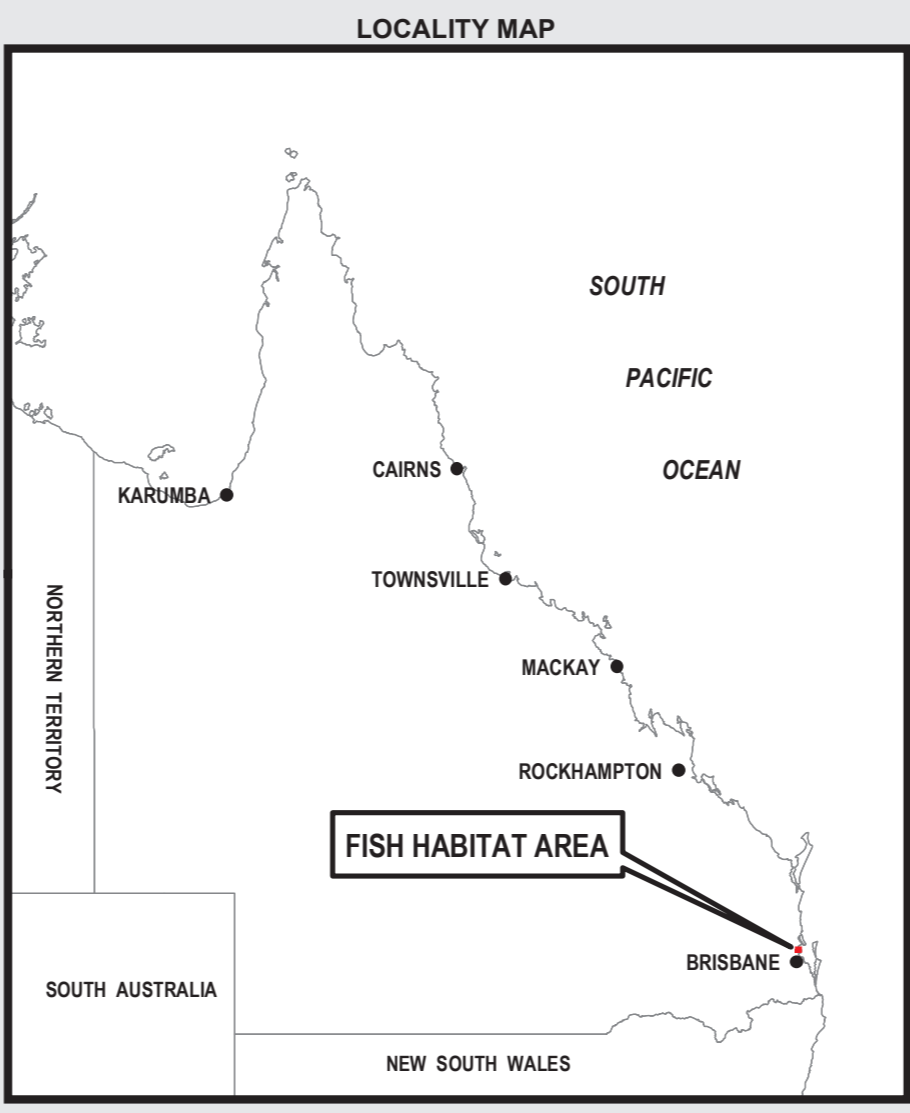 LOCALITY MAP
SOUTH
PACIFIC
OCEAN
CAIRNS
KARUMBA
TOWNSVILLE
NORTHERN TERRITORY
MACKAY
ROCKHAMPTON
FISH HABITAT AREA
BRISBANE
SOUTH AUSTRALIA
NEW SOUTH WALES